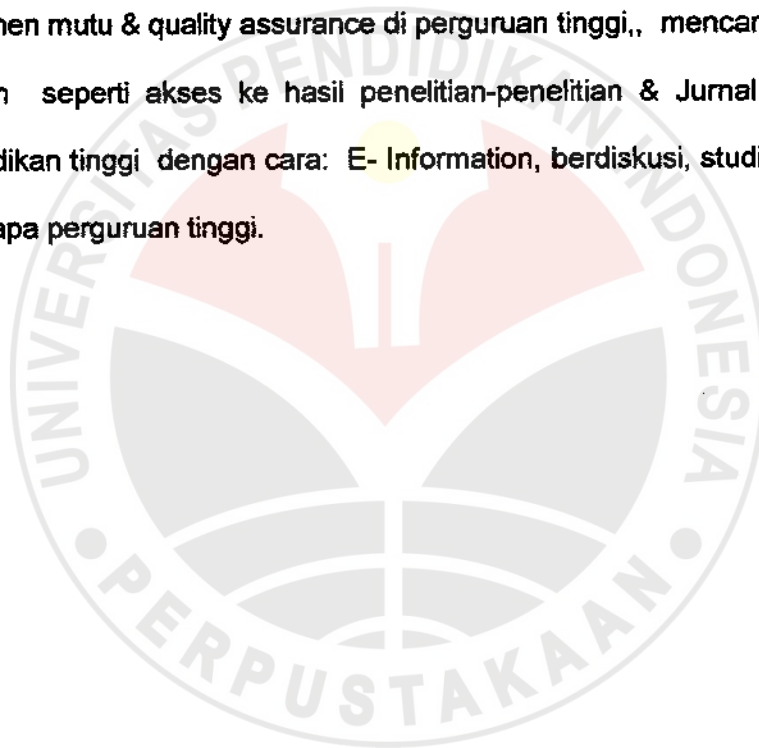 nen mutu & quality assurance di perguruan tinggi,, mencar
seperti akses ke hasil penelitian-penelitian & Jurnal
dikan tinggi dengan cara: E- Information, berdiskusi, studi
apa perguruan tinggi.
UNIVERSITAS PENDIDIKAN INDONESIA
PERPUSTAKAAN